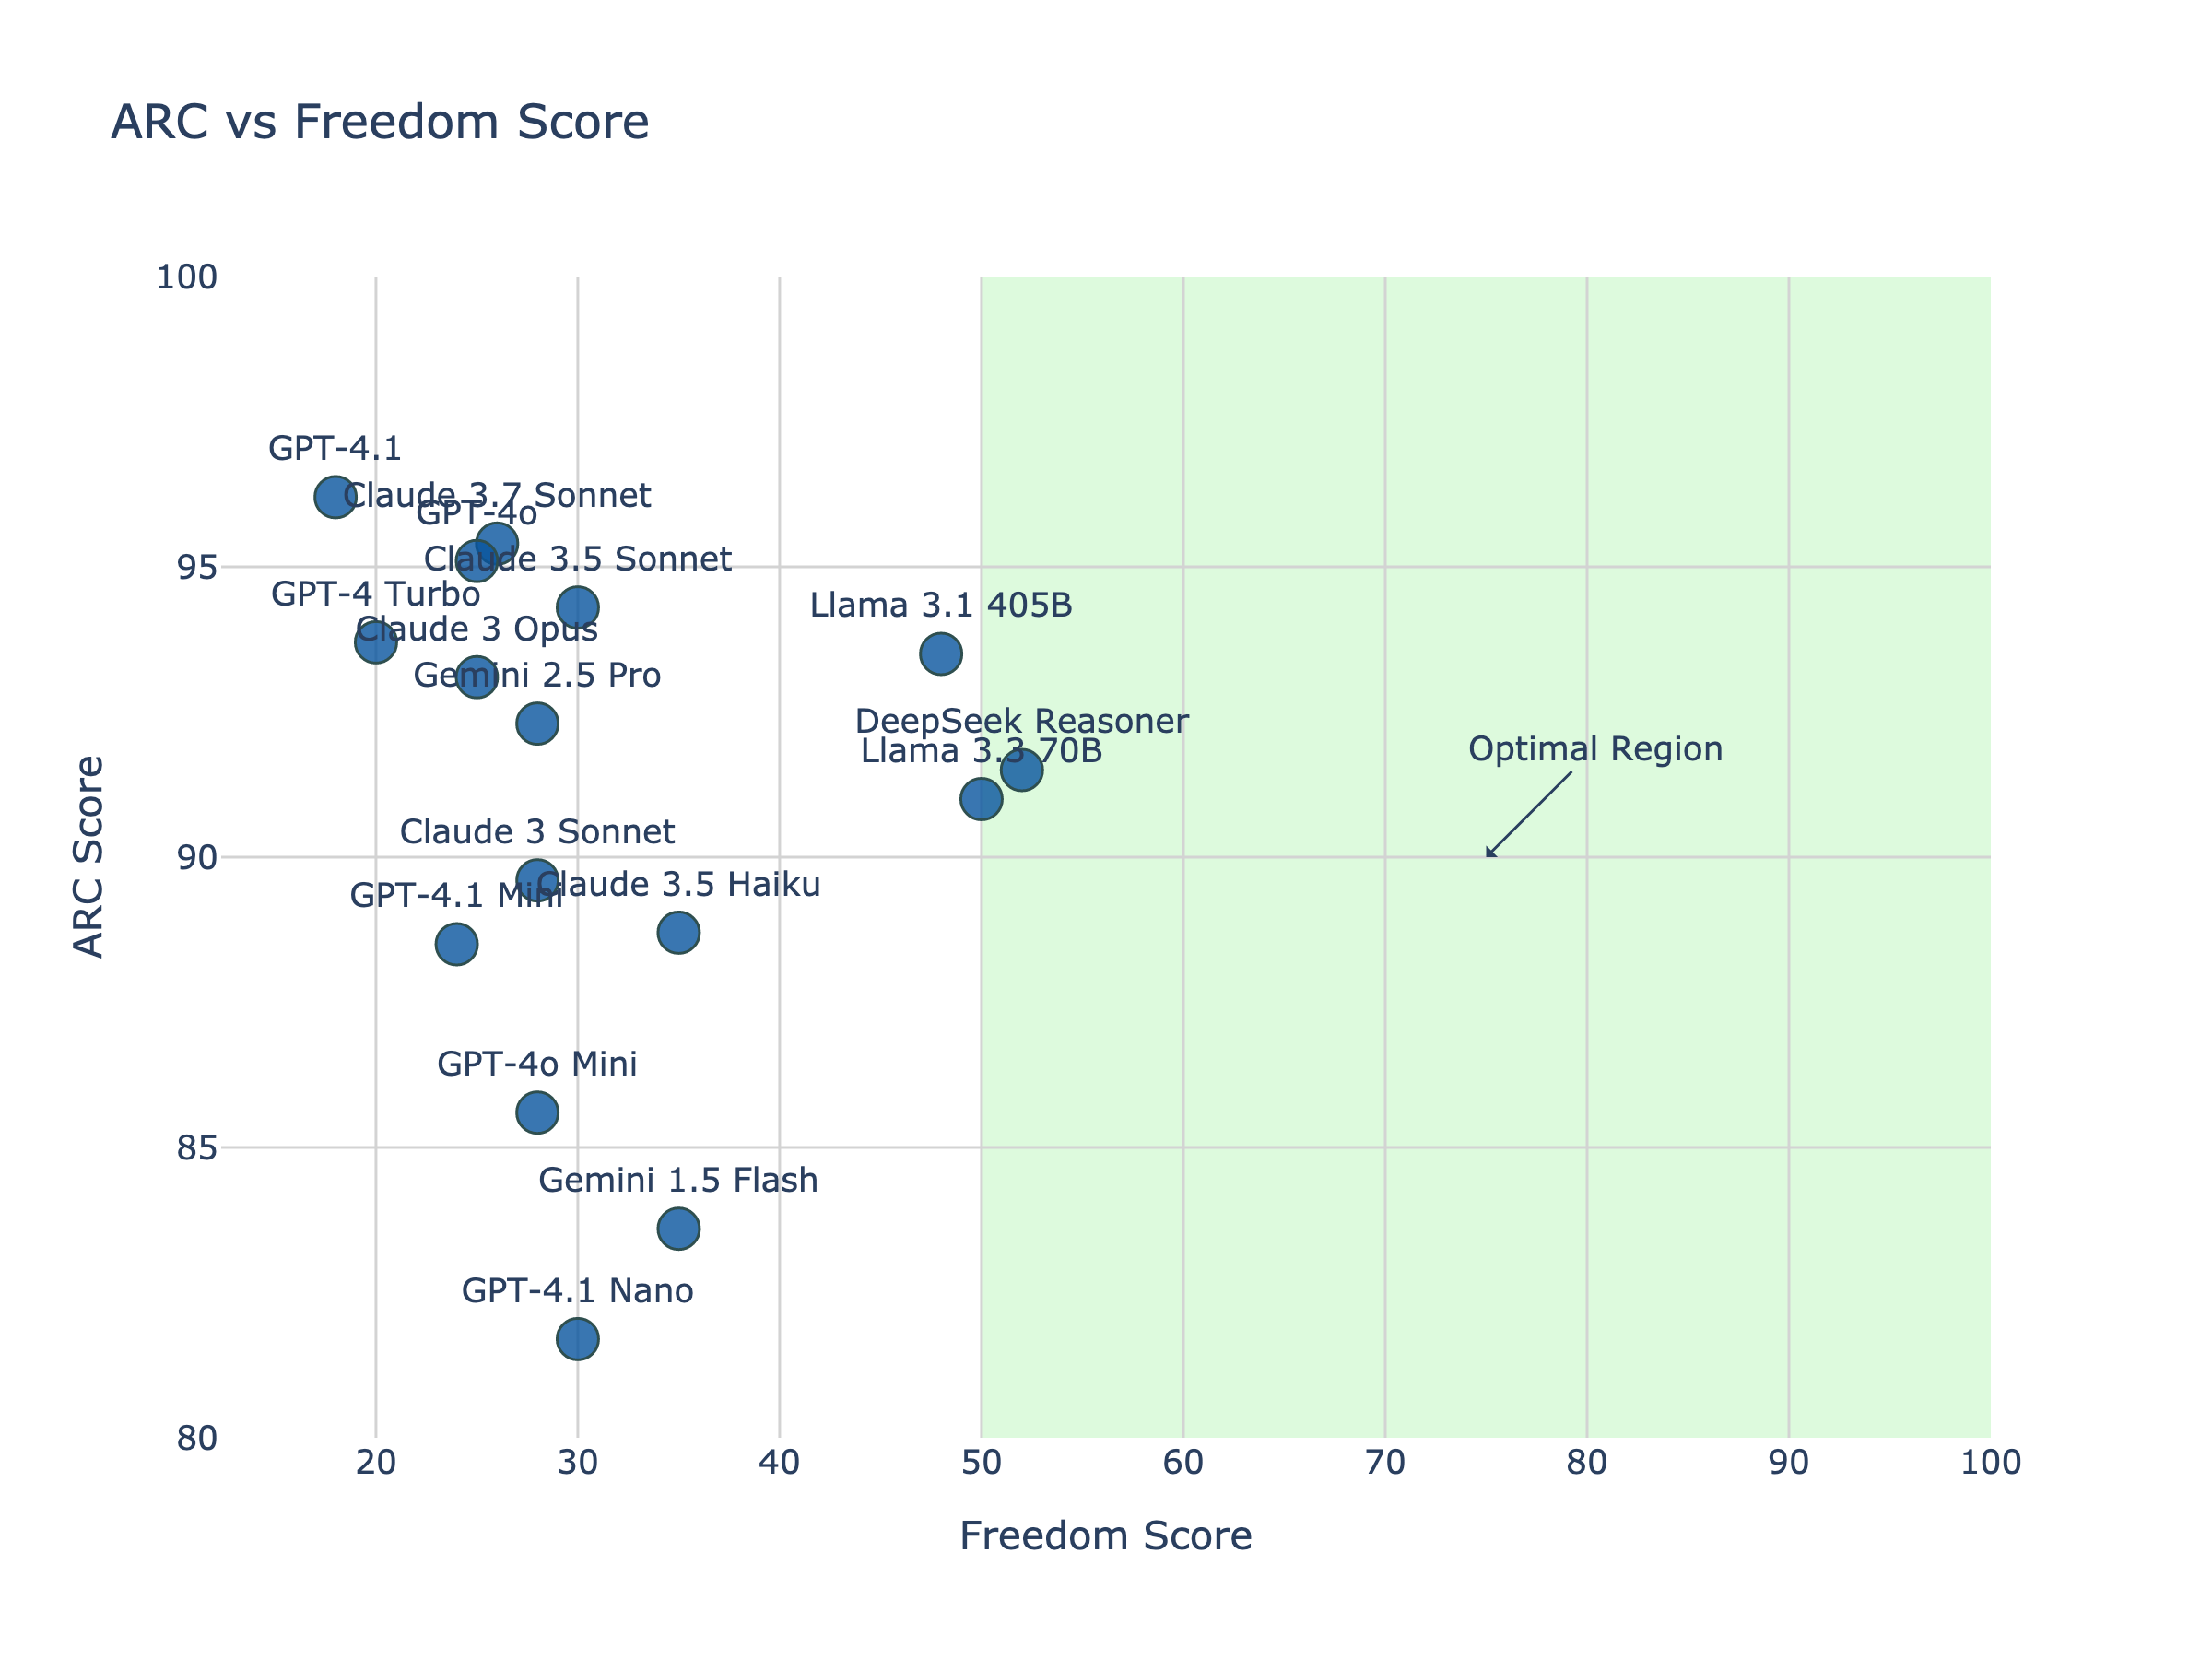 ARC vs Freedom Score
100
GPT-4.1
Claude 3.7 Sonnet
GPT-4o
Claude 3.5 Sonnet
95
GPT-4 Turbo
Llama 3.1 405B
Claude 3 Opus
Gemini 2.5 Pro
DeepSeek Reasoner
Llama 3.3 70B
Optimal Region
Claude 3 Sonnet
90
Claude 3.5 Haiku
GPT-4.1 Mini
ARC Score
GPT-4o Mini
85
Gemini 1.5 Flash
GPT-4.1 Nano
80
20 30 40 50 60 70 80 90 100
Freedom Score